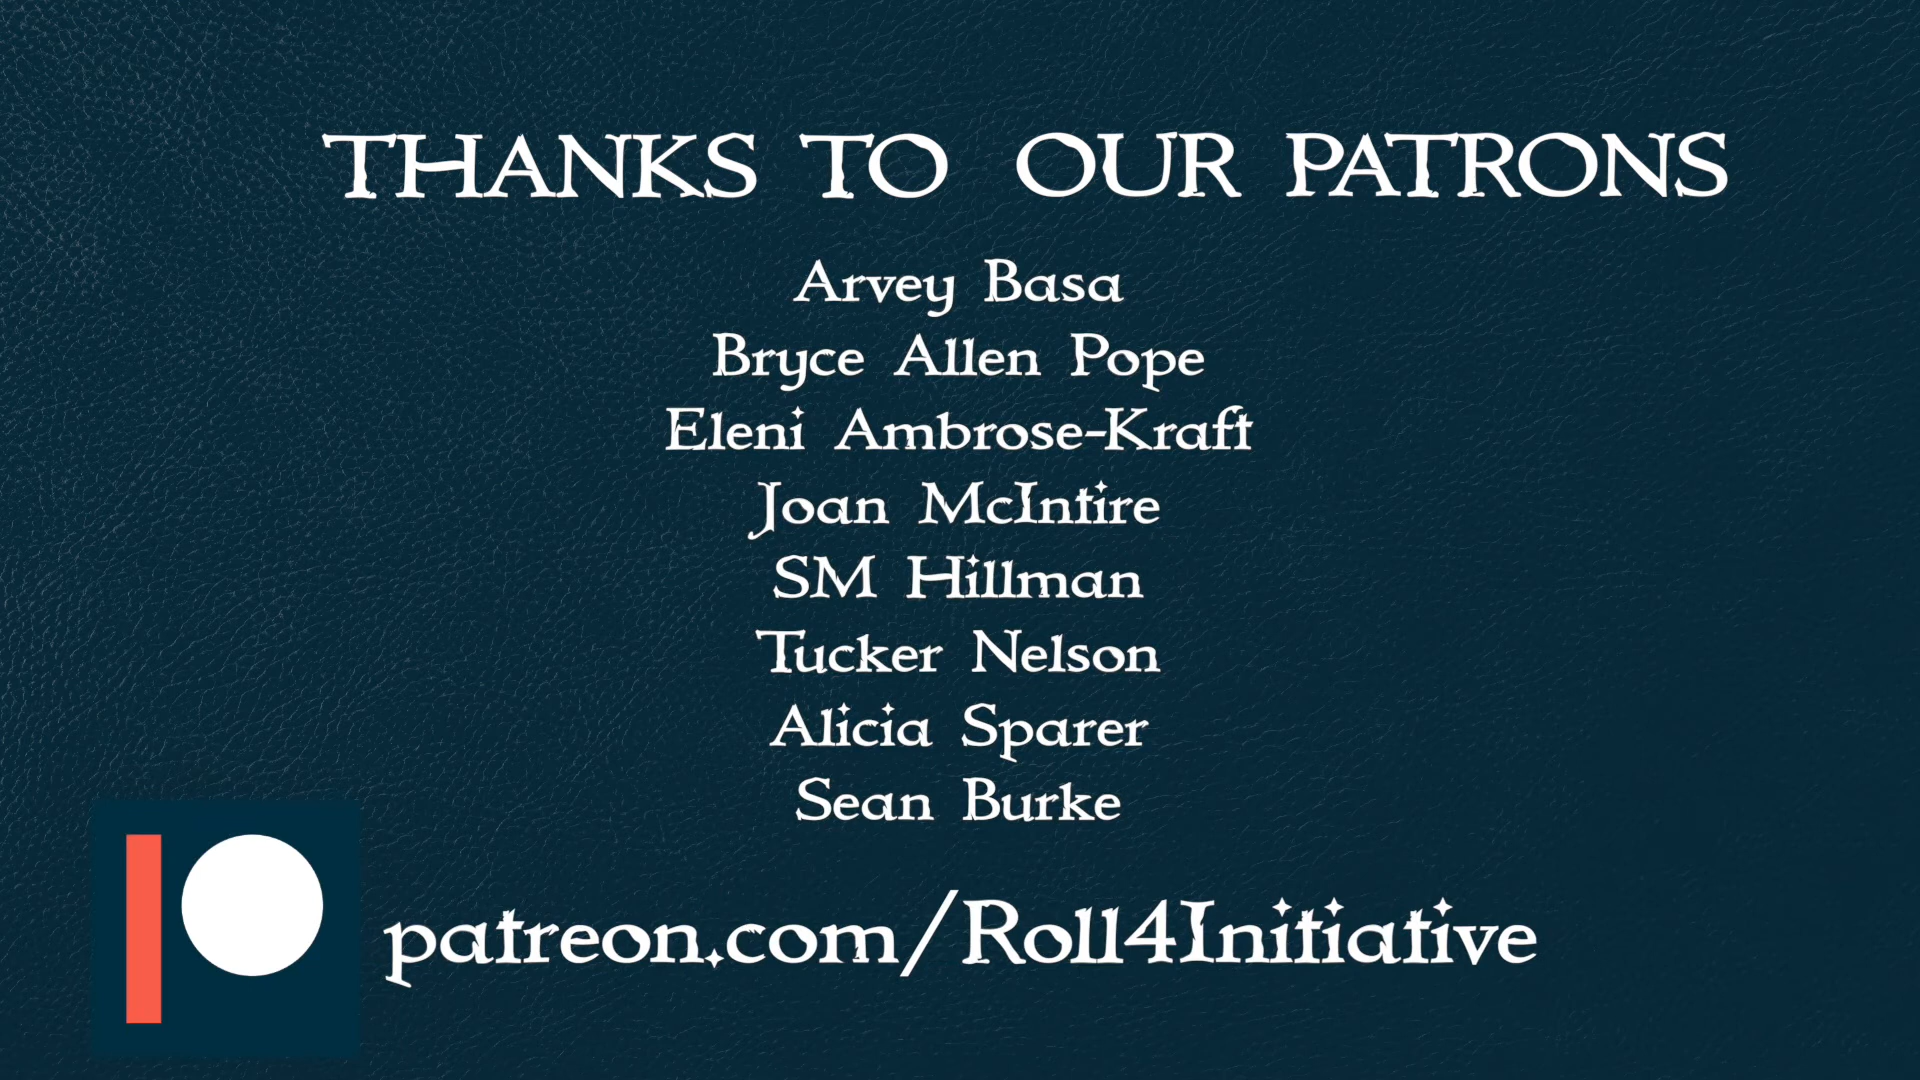 THANKS TO OUR PATRONS
Arvey Basa
Bryce Allen Pope
Eleni Ambrose-Kraft
Joan McIntire
SM Hillman
Tucker Nelson
Alicia Sparer
Sean Burke
patreon.com/Roll4Initiative